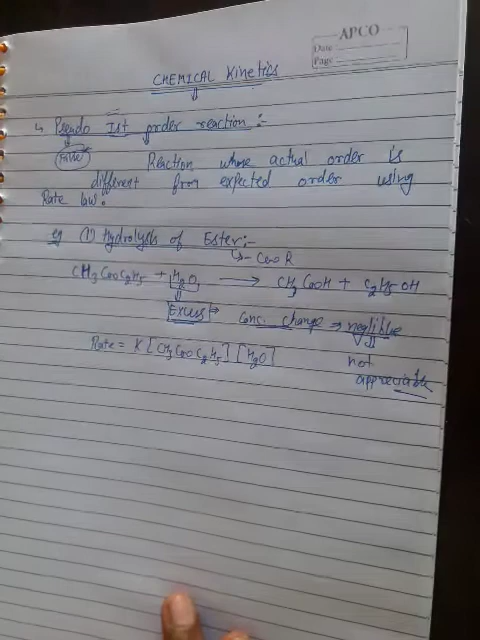 APCO
Date
Page
CHEMICAL Kinetics
⇓
↳ Pseudo Ist order reaction :-
False
Reaction whose actual order is
different from expected order using
Rate law.
eg (1) Hydrolysis of Ester:-
↳ - COOR
CH3COOC2H5 + H2O → CH3COOH + C2H5OH
⇓
Excess → Conc. change ⇒ neglible
Rate = K [CH3COOC2H5] [H2O]
not
appreciable